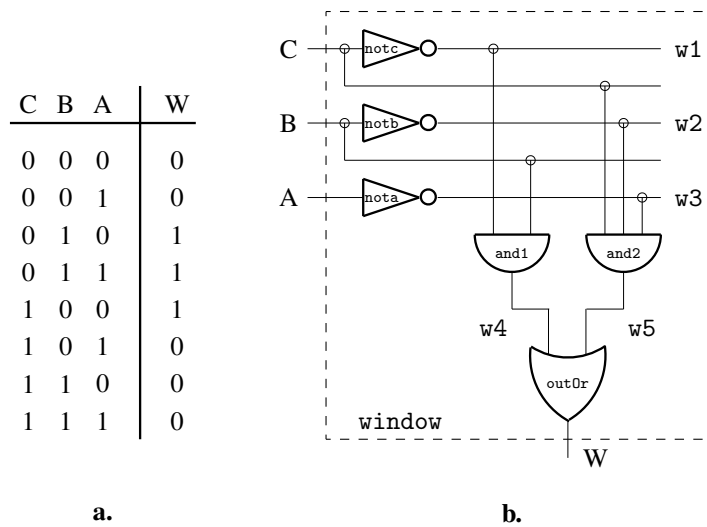 C B A W
0 0 0 0
0 0 1 0
0 1 0 1
0 1 1 1
1 0 0 1
1 0 1 0
1 1 0 0
1 1 1 0
a.
C notc w1
B notb w2
A nota w3
and1 and2
w4 w5
outOr
window
W
b.